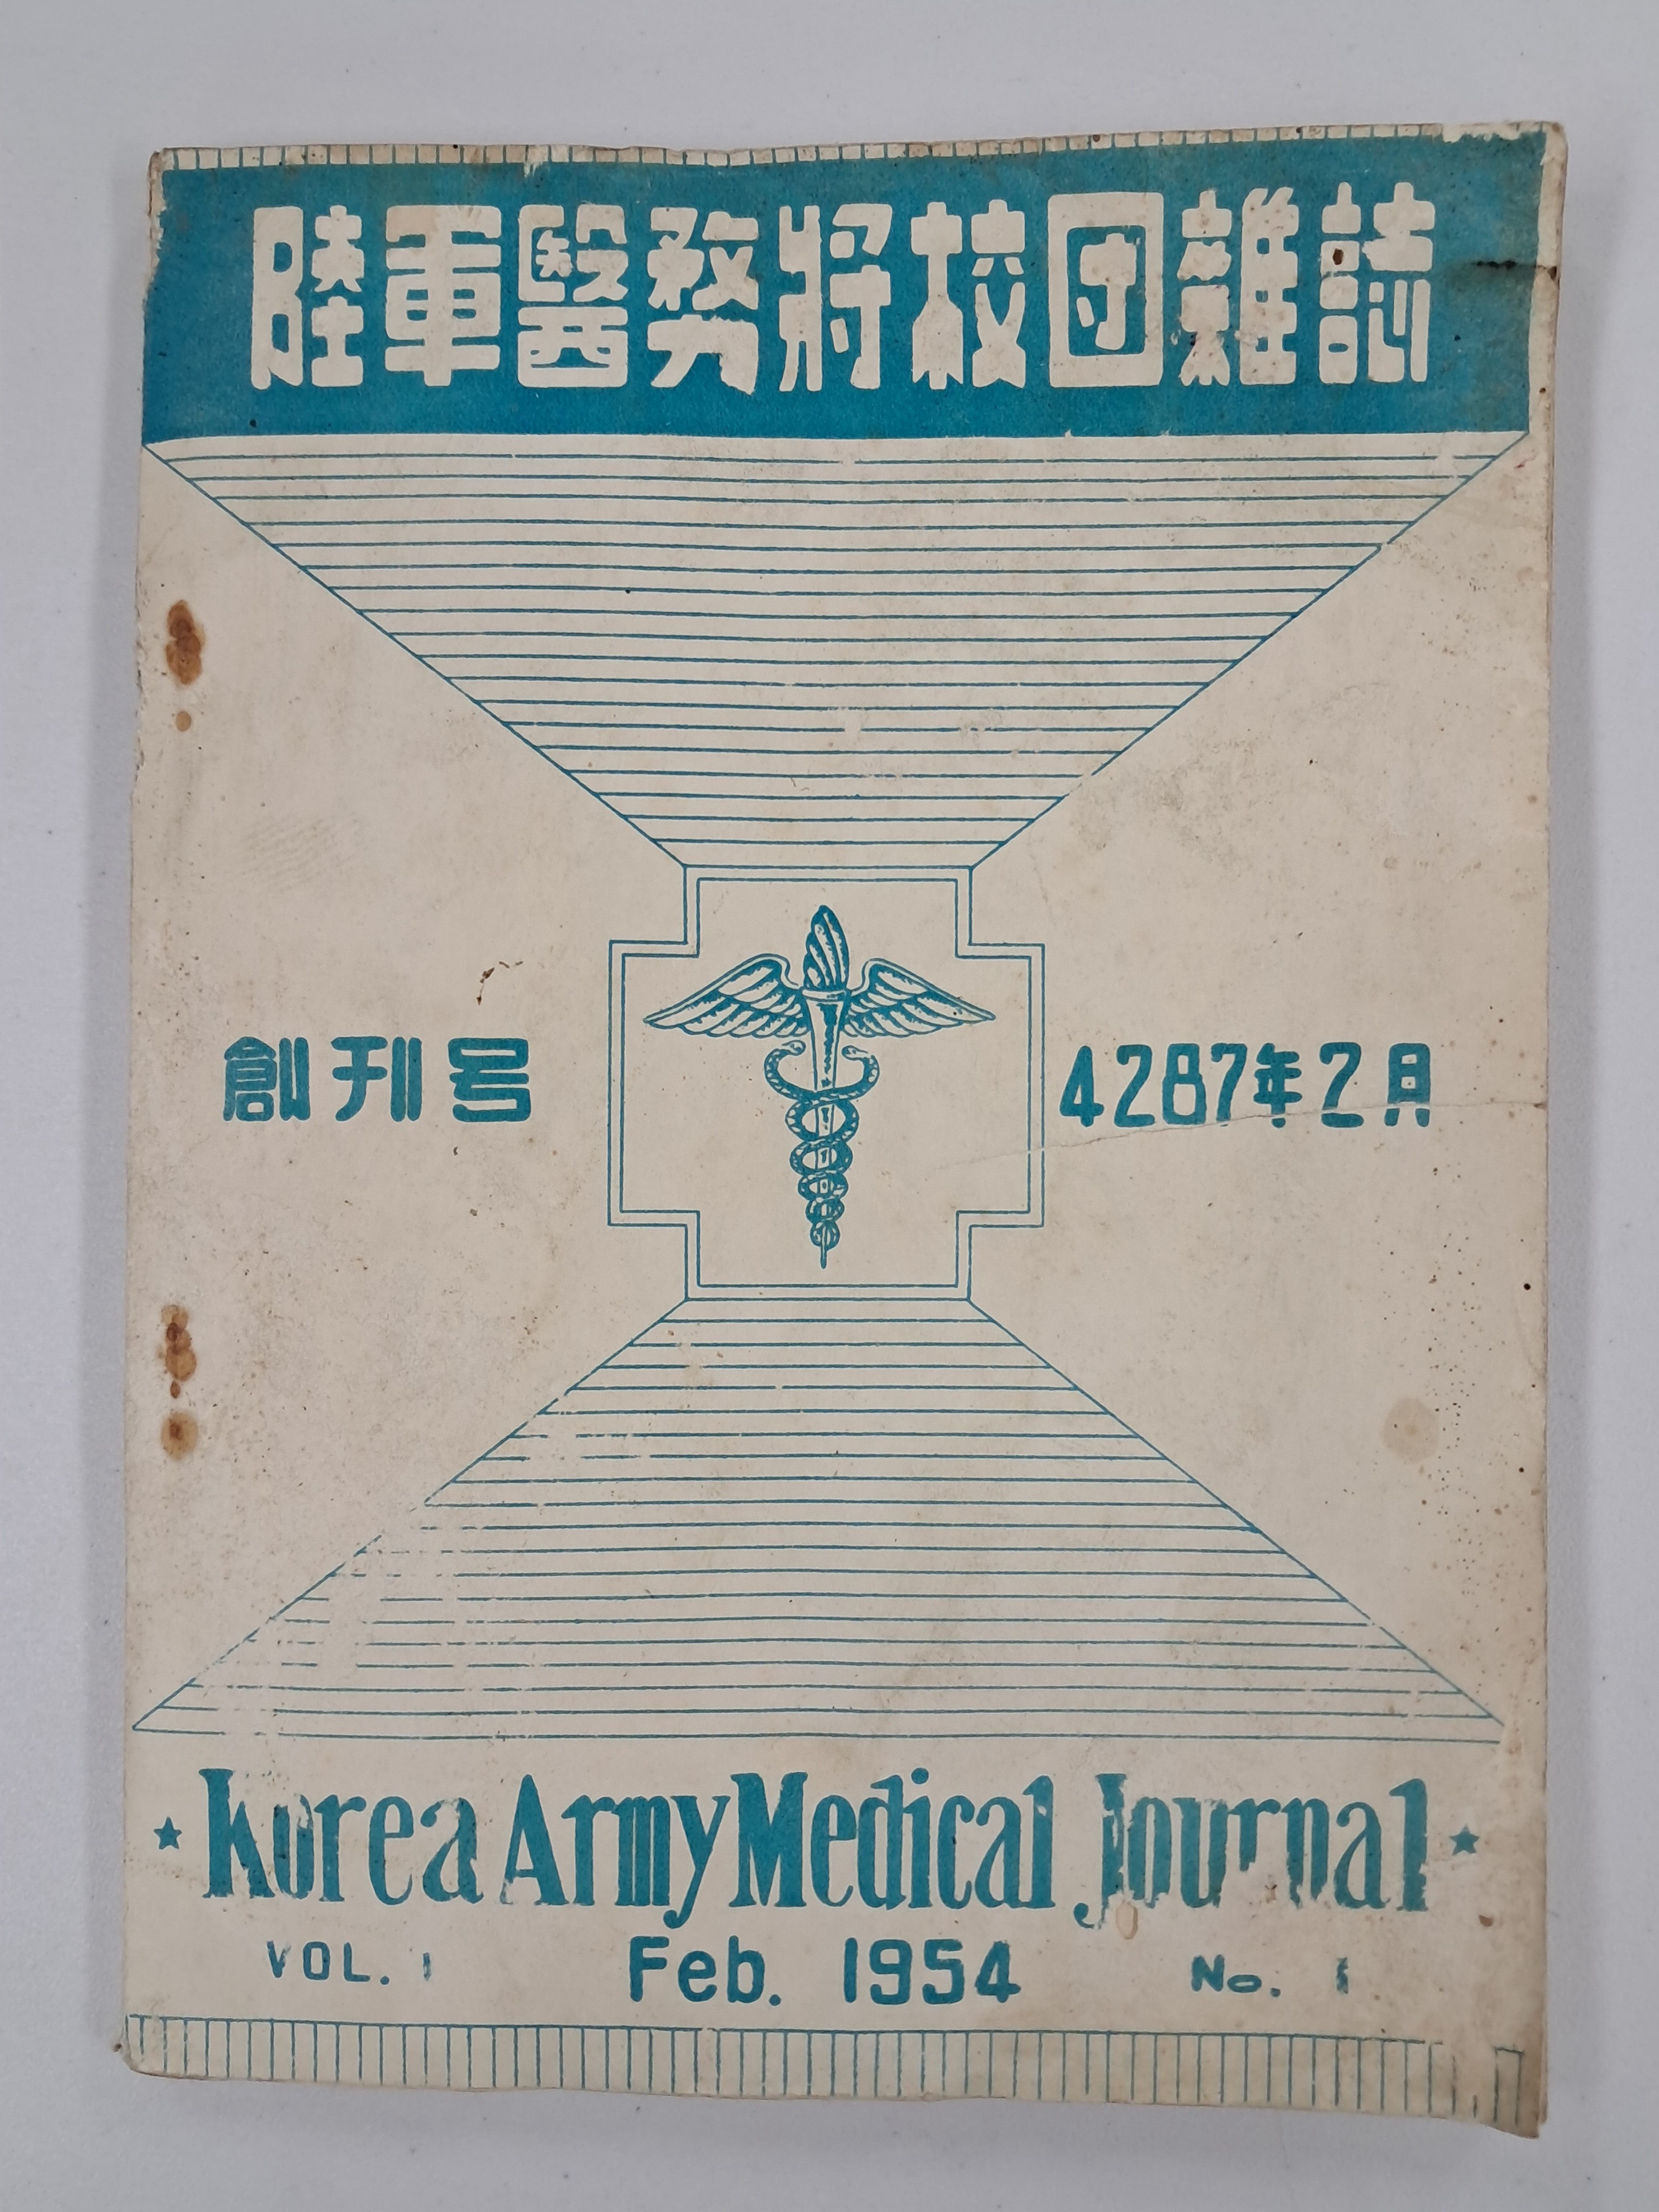 陸軍醫務將校团雜誌
創刊号
4287年2月
Korea Army Medical Journal
VOL. 1 Feb. 1954 No. 1